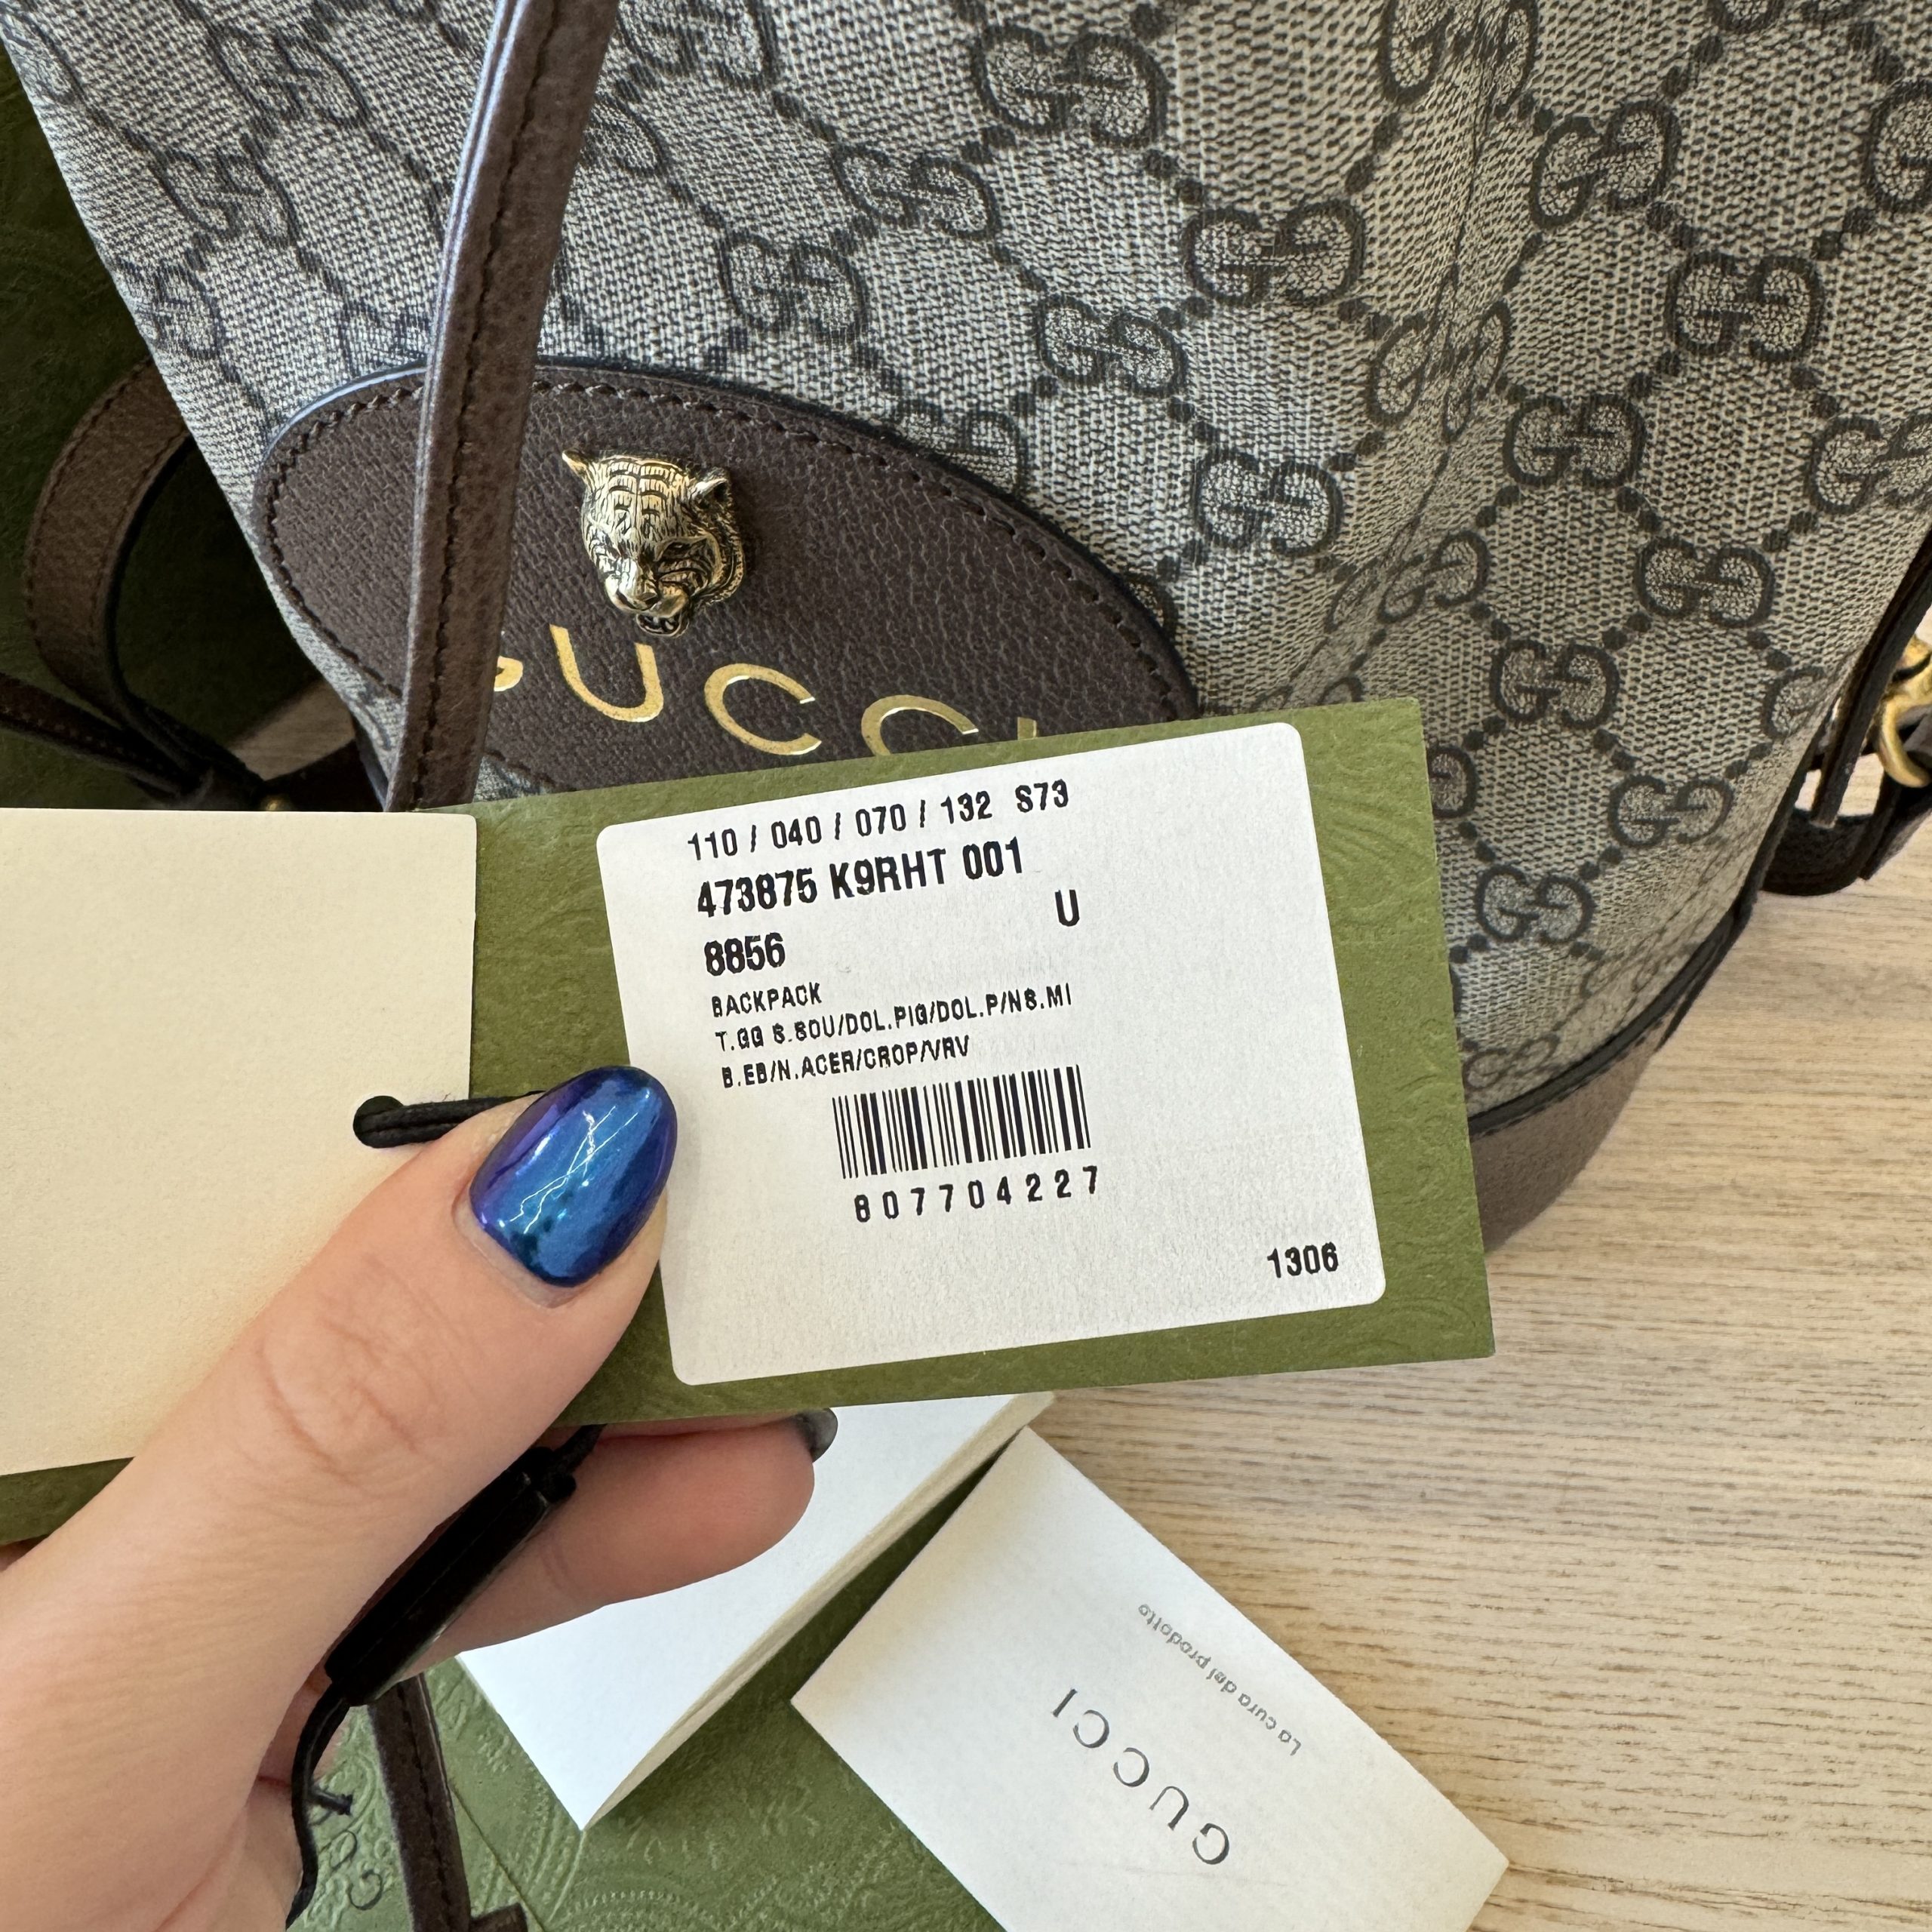 GUCCI
110 / 040 / 070 / 132 S73
473875 K9RHT 001
U
8856
BACKPACK
T.GG S.SOU/DOL.PIG/DOL.P/NS.MI
B.EB/N.ACER/CROP/VRV
807704227
1306
La cura del prodotto
GUCCI